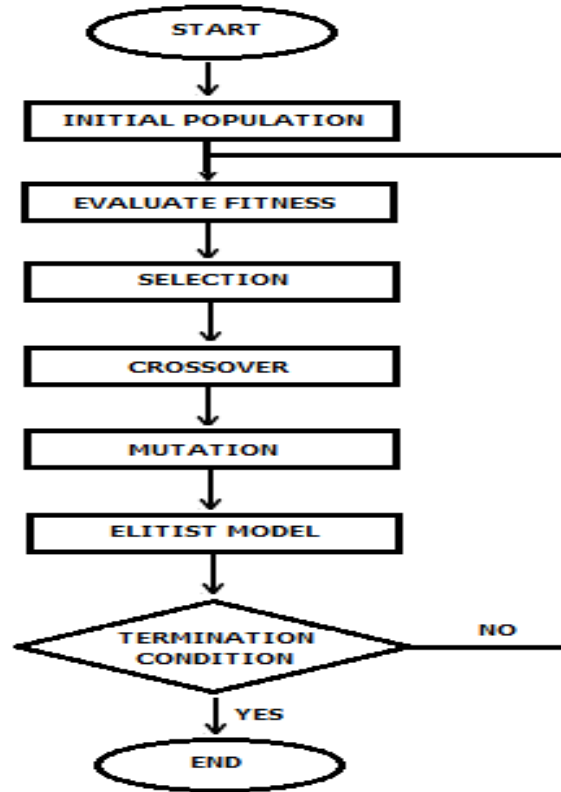 START
INITIAL POPULATION
EVALUATE FITNESS
SELECTION
CROSSOVER
MUTATION
ELITIST MODEL
TERMINATION
CONDITION
NO
YES
END